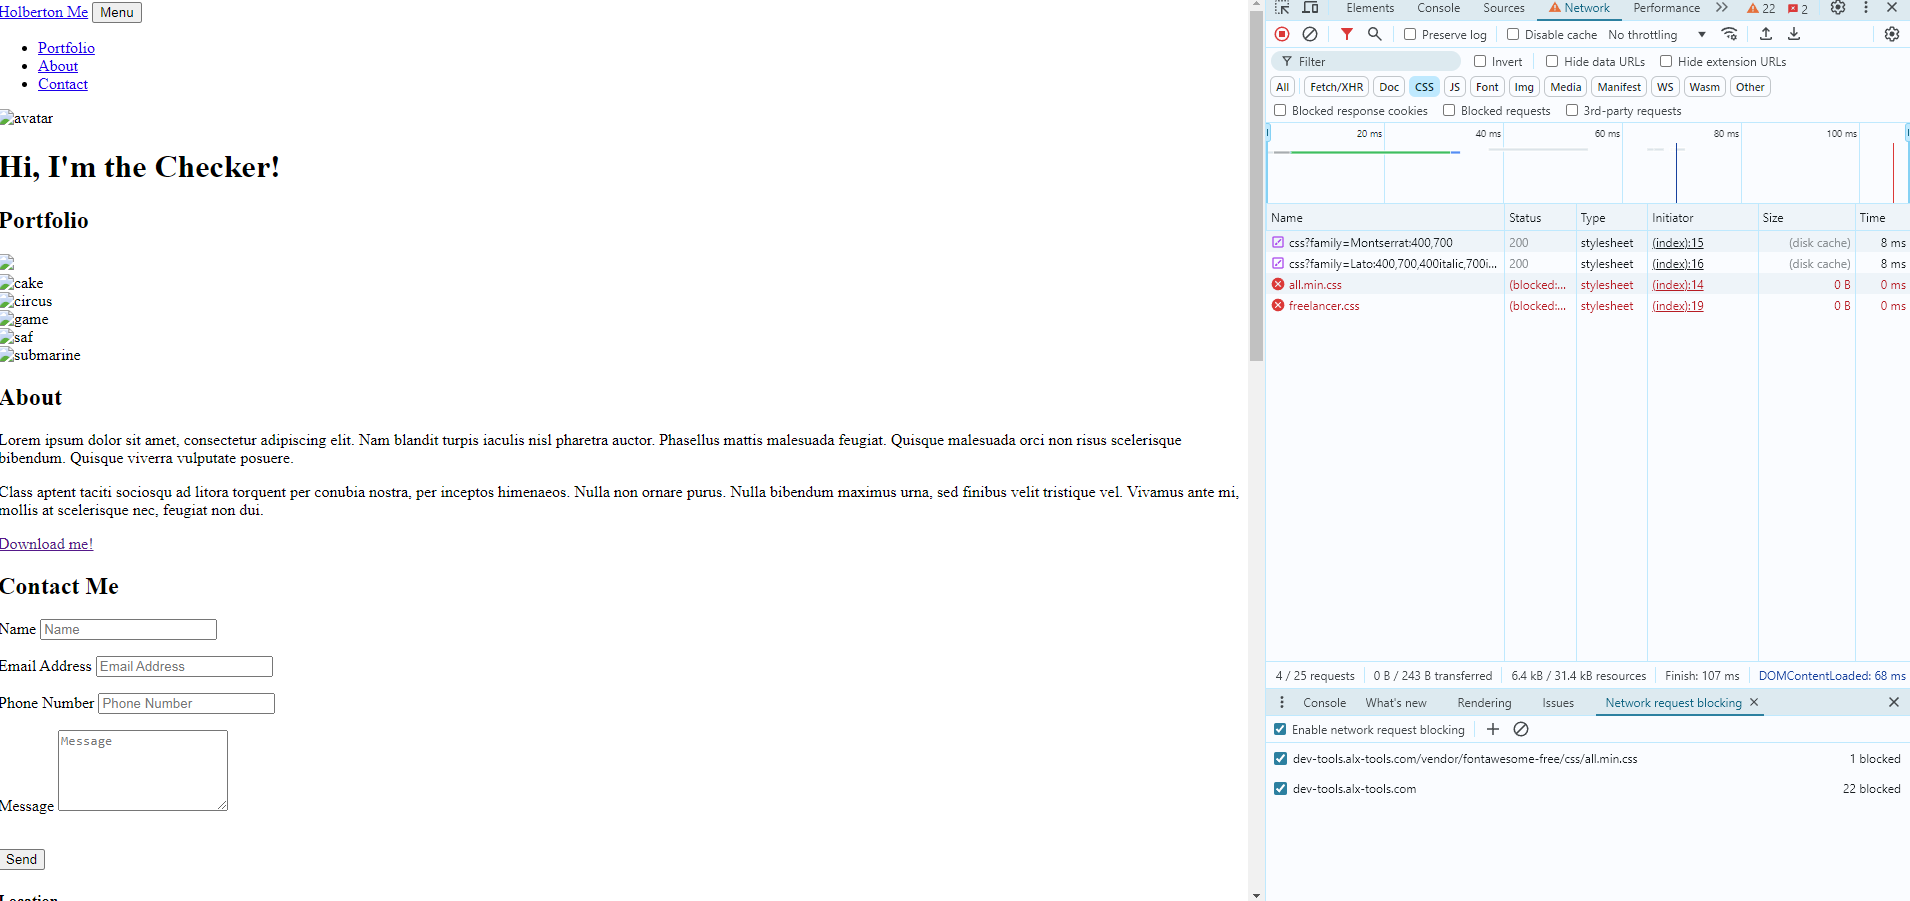 Holberton Me Menu
Portfolio
About
Contact
avatar
Hi, I'm the Checker!
Portfolio
cake
circus
game
saf
submarine
About
Lorem ipsum dolor sit amet, consectetur adipiscing elit. Nam blandit turpis iaculis nisl pharetra auctor. Phasellus mattis malesuada feugiat. Quisque malesuada orci non risus scelerisque
bibendum. Quisque viverra vulputate posuere.
Class aptent taciti sociosqu ad litora torquent per conubia nostra, per inceptos himenaeos. Nulla non ornare purus. Nulla bibendum maximus urna, sed finibus velit tristique vel. Vivamus ante mi,
mollis at scelerisque nec, feugiat non dui.
Download me!
Contact Me
Name Name
Email Address Email Address
Phone Number Phone Number
Message Message
Send
Location
Elements Console Sources Network Performance 22 2
Preserve log Disable cache No throttling
Filter Invert Hide data URLs Hide extension URLs
All Fetch/XHR Doc CSS JS Font Img Media Manifest WS Wasm Other
Blocked response cookies Blocked requests 3rd-party requests
20 ms 40 ms 60 ms 80 ms 100 ms
Name Status Type Initiator Size Time
css?family=Montserrat:400,700 200 stylesheet (index):15 (disk cache) 8 ms
css?family=Lato:400,700,400italic,700i... 200 stylesheet (index):16 (disk cache) 8 ms
all.min.css (blocked:... stylesheet (index):14 0 B 0 ms
freelancer.css (blocked:... stylesheet (index):19 0 B 0 ms
4 / 25 requests 0 B / 243 B transferred 6.4 kB / 31.4 kB resources Finish: 107 ms DOMContentLoaded: 68 ms
Console What's new Rendering Issues Network request blocking
Enable network request blocking
dev-tools.alx-tools.com/vendor/fontawesome-free/css/all.min.css 1 blocked
dev-tools.alx-tools.com 22 blocked